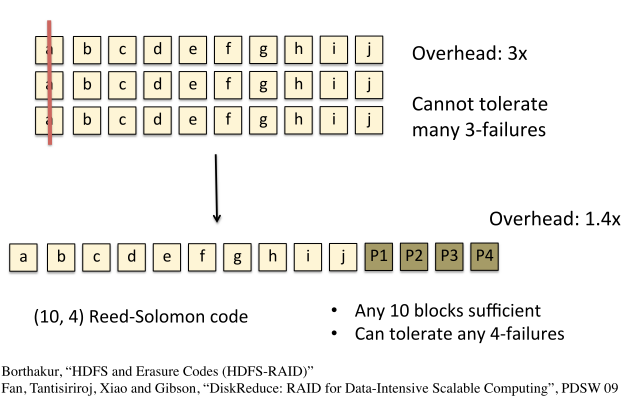 a b c d e f g h i j
Overhead: 3x
a b c d e f g h i j
Cannot tolerate
many 3-failures
a b c d e f g h i j
Overhead: 1.4x
a b c d e f g h i j P1 P2 P3 P4
(10, 4) Reed-Solomon code
• Any 10 blocks sufficient
• Can tolerate any 4-failures
Borthakur, “HDFS and Erasure Codes (HDFS-RAID)”
Fan, Tantisiriroj, Xiao and Gibson, “DiskReduce: RAID for Data-Intensive Scalable Computing”, PDSW 09